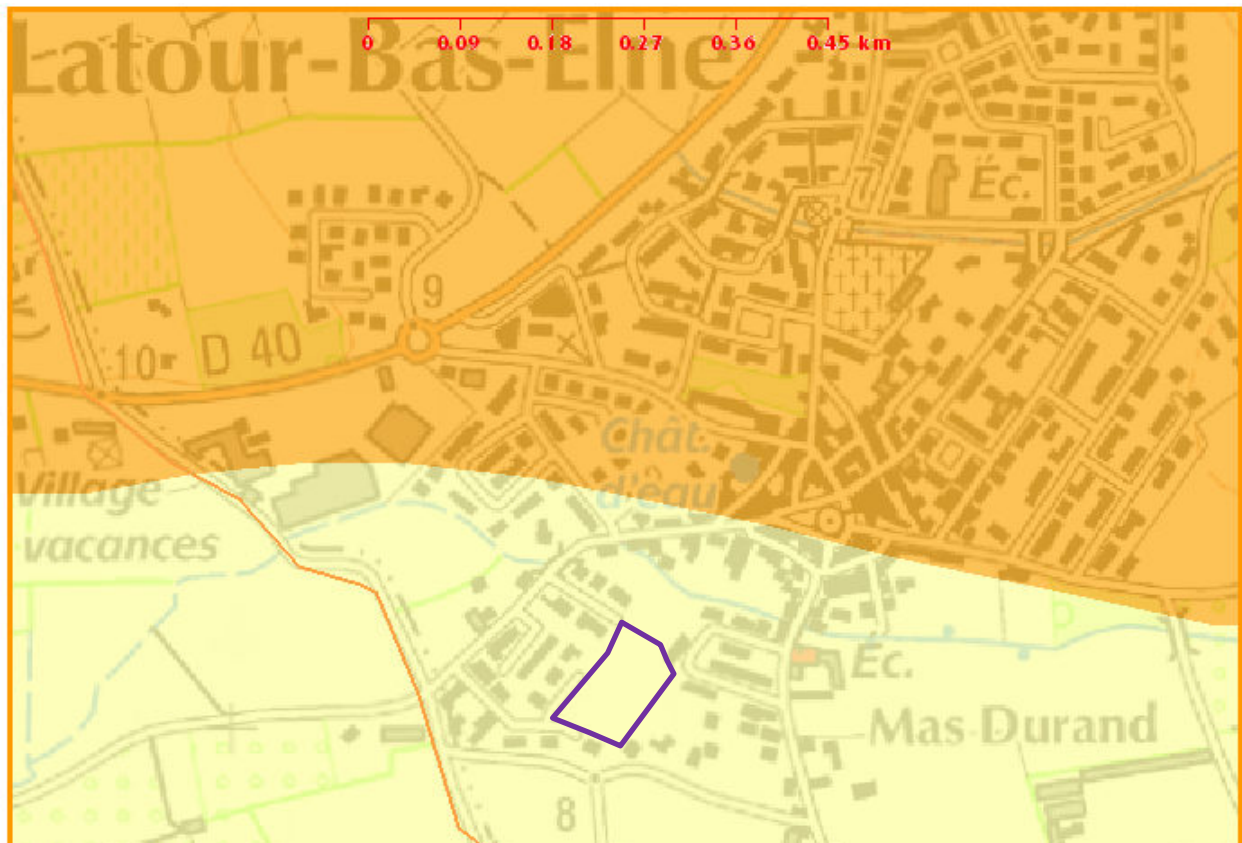 0 0.09 0.18 0.27 0.36 0.45 km
Latour-Bas-Elne
7
Éc.
9
D 40
10
Chât.
d'eau
Village
vacances
Éc.
Mas Durand
8